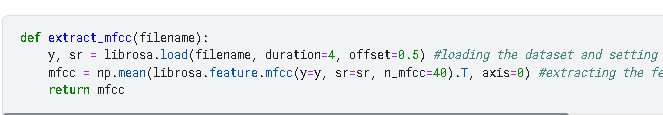 def extract_mfcc(filename):
    y, sr = librosa.load(filename, duration=4, offset=0.5) #loading the dataset and setting
    mfcc = np.mean(librosa.feature.mfcc(y=y, sr=sr, n_mfcc=40).T, axis=0) #extracting the fe
    return mfcc